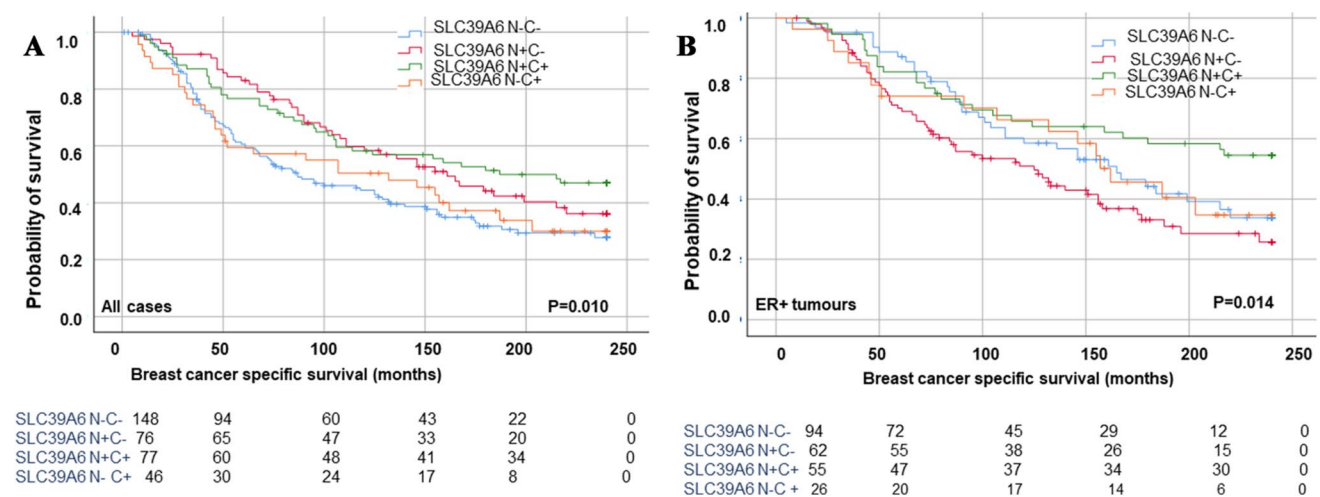 A
SLC39A6 N-C-
SLC39A6 N+C-
SLC39A6 N+C+
SLC39A6 N-C+
Probability of survival
1.0
0.8
0.6
0.4
0.2
0.0
All cases
P=0.010
0 50 100 150 200 250
Breast cancer specific survival (months)
SLC39A6 N-C- 148 94 60 43 22 0
SLC39A6 N+C- 76 65 47 33 20 0
SLC39A6 N+C+ 77 60 48 41 34 0
SLC39A6 N- C+ 46 30 24 17 8 0
B
SLC39A6 N-C-
SLC39A6 N+C-
SLC39A6 N+C+
SLC39A6 N-C+
Probability of survival
1.0
0.8
0.6
0.4
0.2
0.0
ER+ tumours
P=0.014
0 50 100 150 200 250
Breast cancer specific survival (months)
SLC39A6 N-C- 94 72 45 29 12 0
SLC39A6 N+C- 62 55 38 26 15 0
SLC39A6 N+C+ 55 47 37 34 30 0
SLC39A6 N-C + 26 20 17 14 6 0